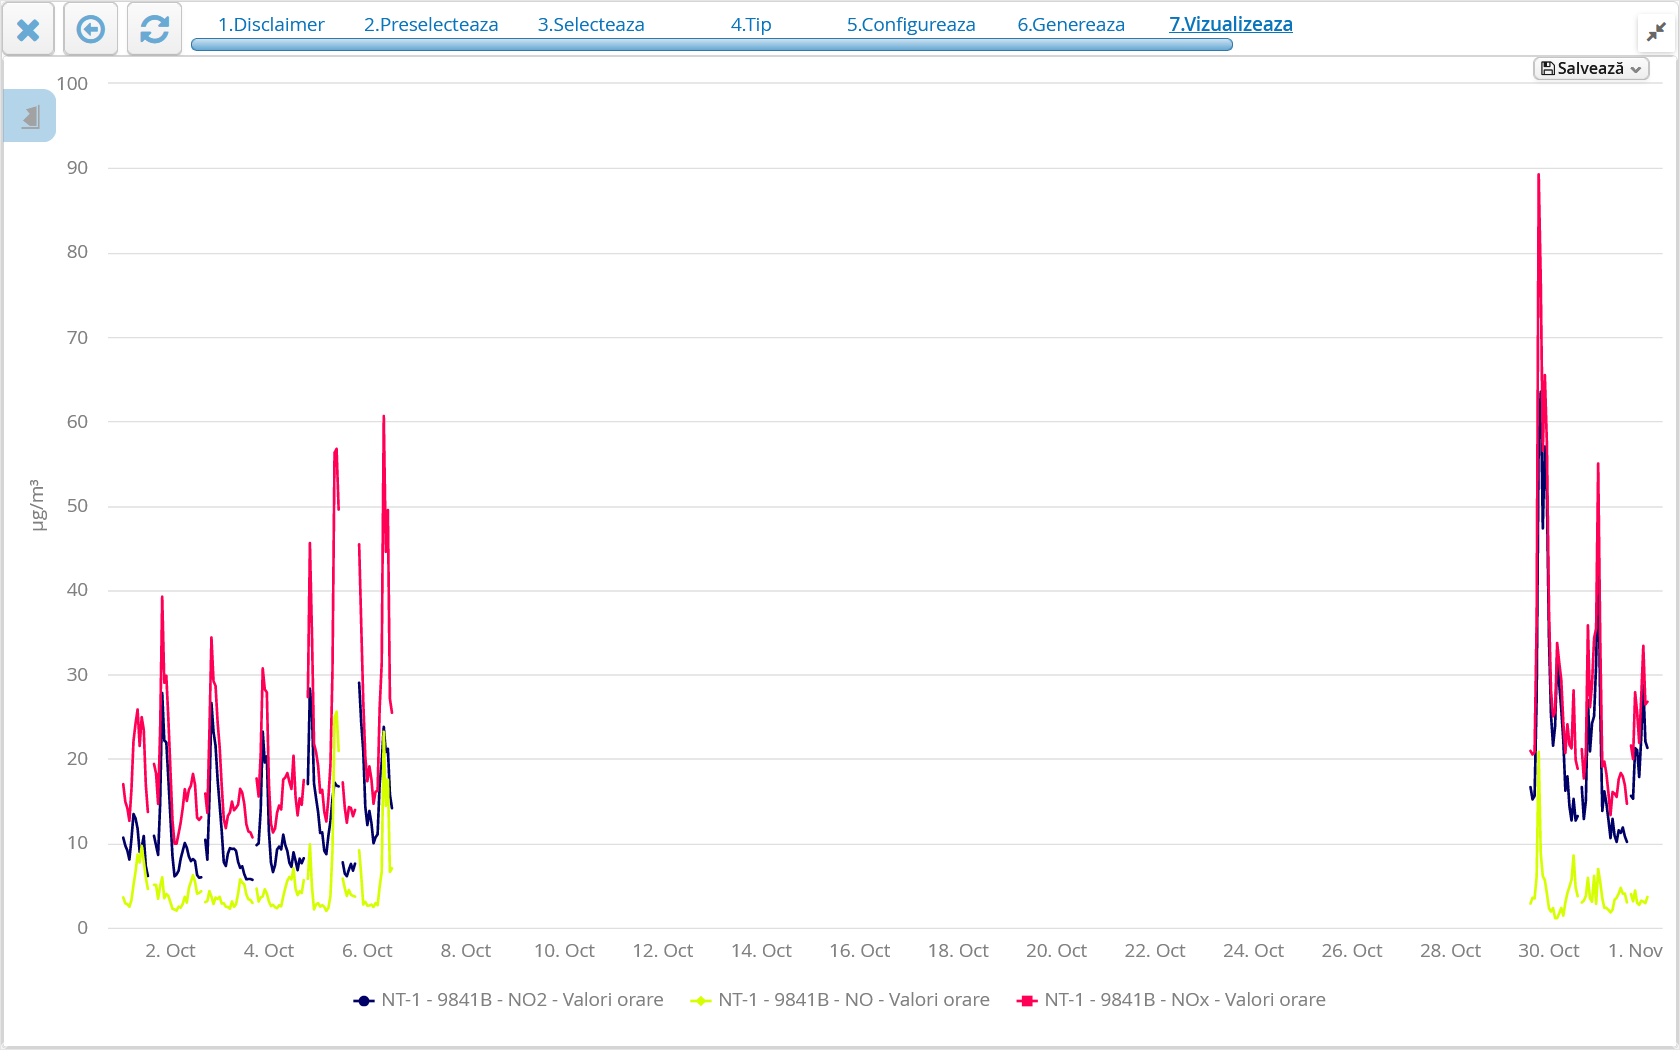 1.Disclaimer 2.Preselecteaza 3.Selecteaza 4.Tip 5.Configureaza 6.Genereaza 7.Vizualizeaza
Salvează
100
90
80
70
60
50
40
30
20
10
0
µg/m³
2. Oct 4. Oct 6. Oct 8. Oct 10. Oct 12. Oct 14. Oct 16. Oct 18. Oct 20. Oct 22. Oct 24. Oct 26. Oct 28. Oct 30. Oct 1. Nov
NT-1 - 9841B - NO2 - Valori orare NT-1 - 9841B - NO - Valori orare NT-1 - 9841B - NOx - Valori orare